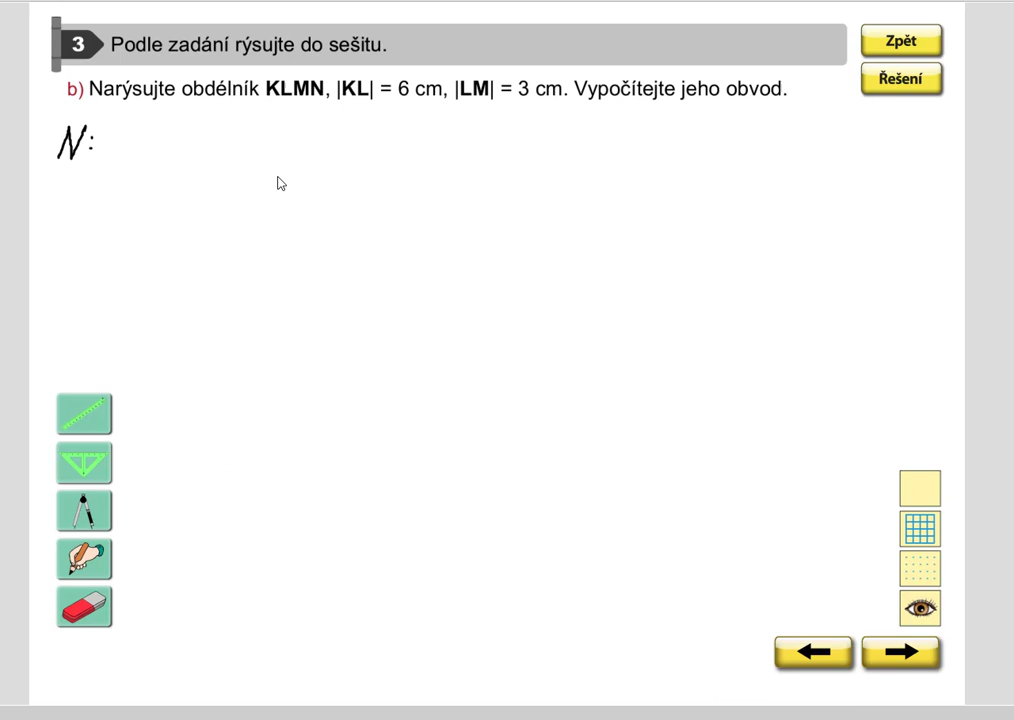 3 Podle zadání rýsujte do sešitu.
Zpět
Řešení
b) Narýsujte obdélník KLMN, |KL| = 6 cm, |LM| = 3 cm. Vypočítejte jeho obvod.
N: